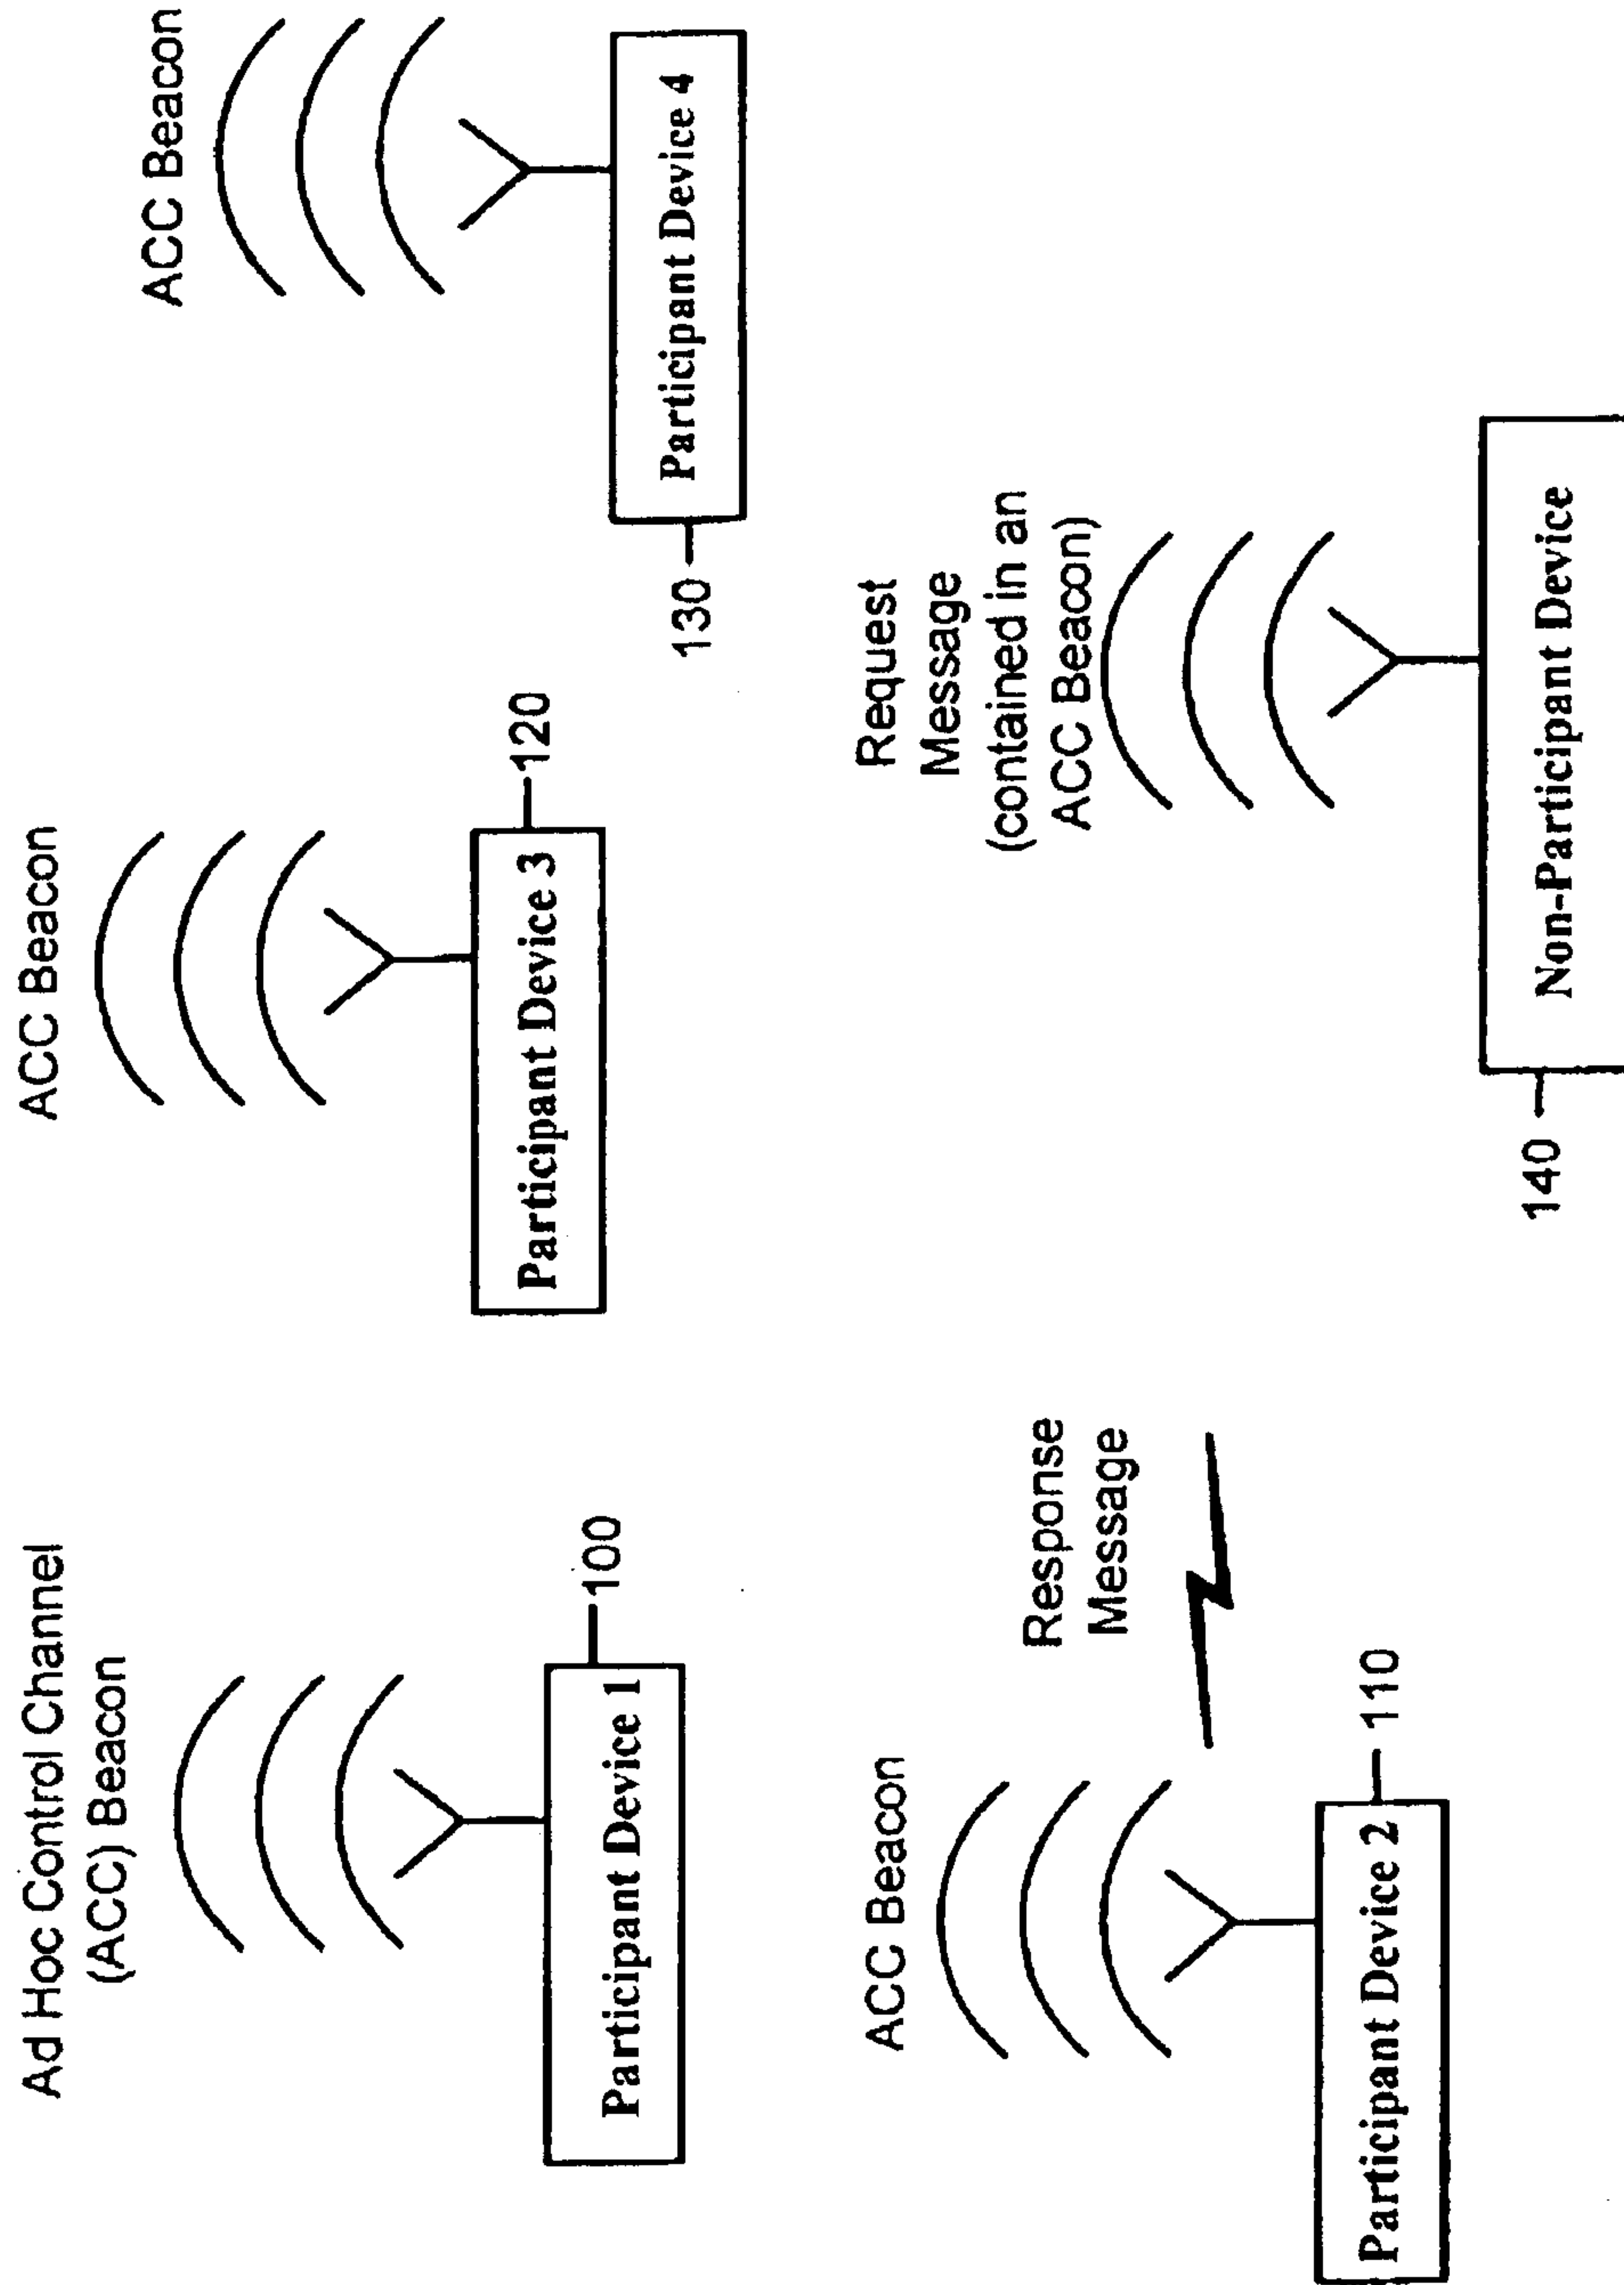 Ad Hoc Control Channel
(ACC) Beacon
Participant Device 1
100
ACC Beacon
Participant Device 3
120
ACC Beacon
Participant Device 4
130
ACC Beacon
Participant Device 2
110
Response
Message
Request
Message
(contained in an
ACC Beacon)
Non-Participant Device
140